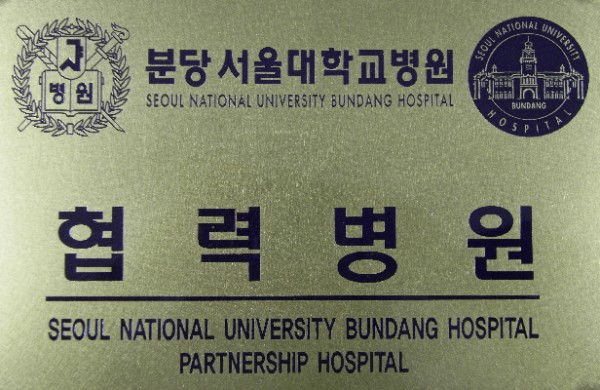 병원
분당서울대학교병원
SEOUL NATIONAL UNIVERSITY BUNDANG HOSPITAL
SEOUL NATIONAL UNIVERSITY
BUNDANG
HOSPITAL
협력병원
SEOUL NATIONAL UNIVERSITY BUNDANG HOSPITAL
PARTNERSHIP HOSPITAL